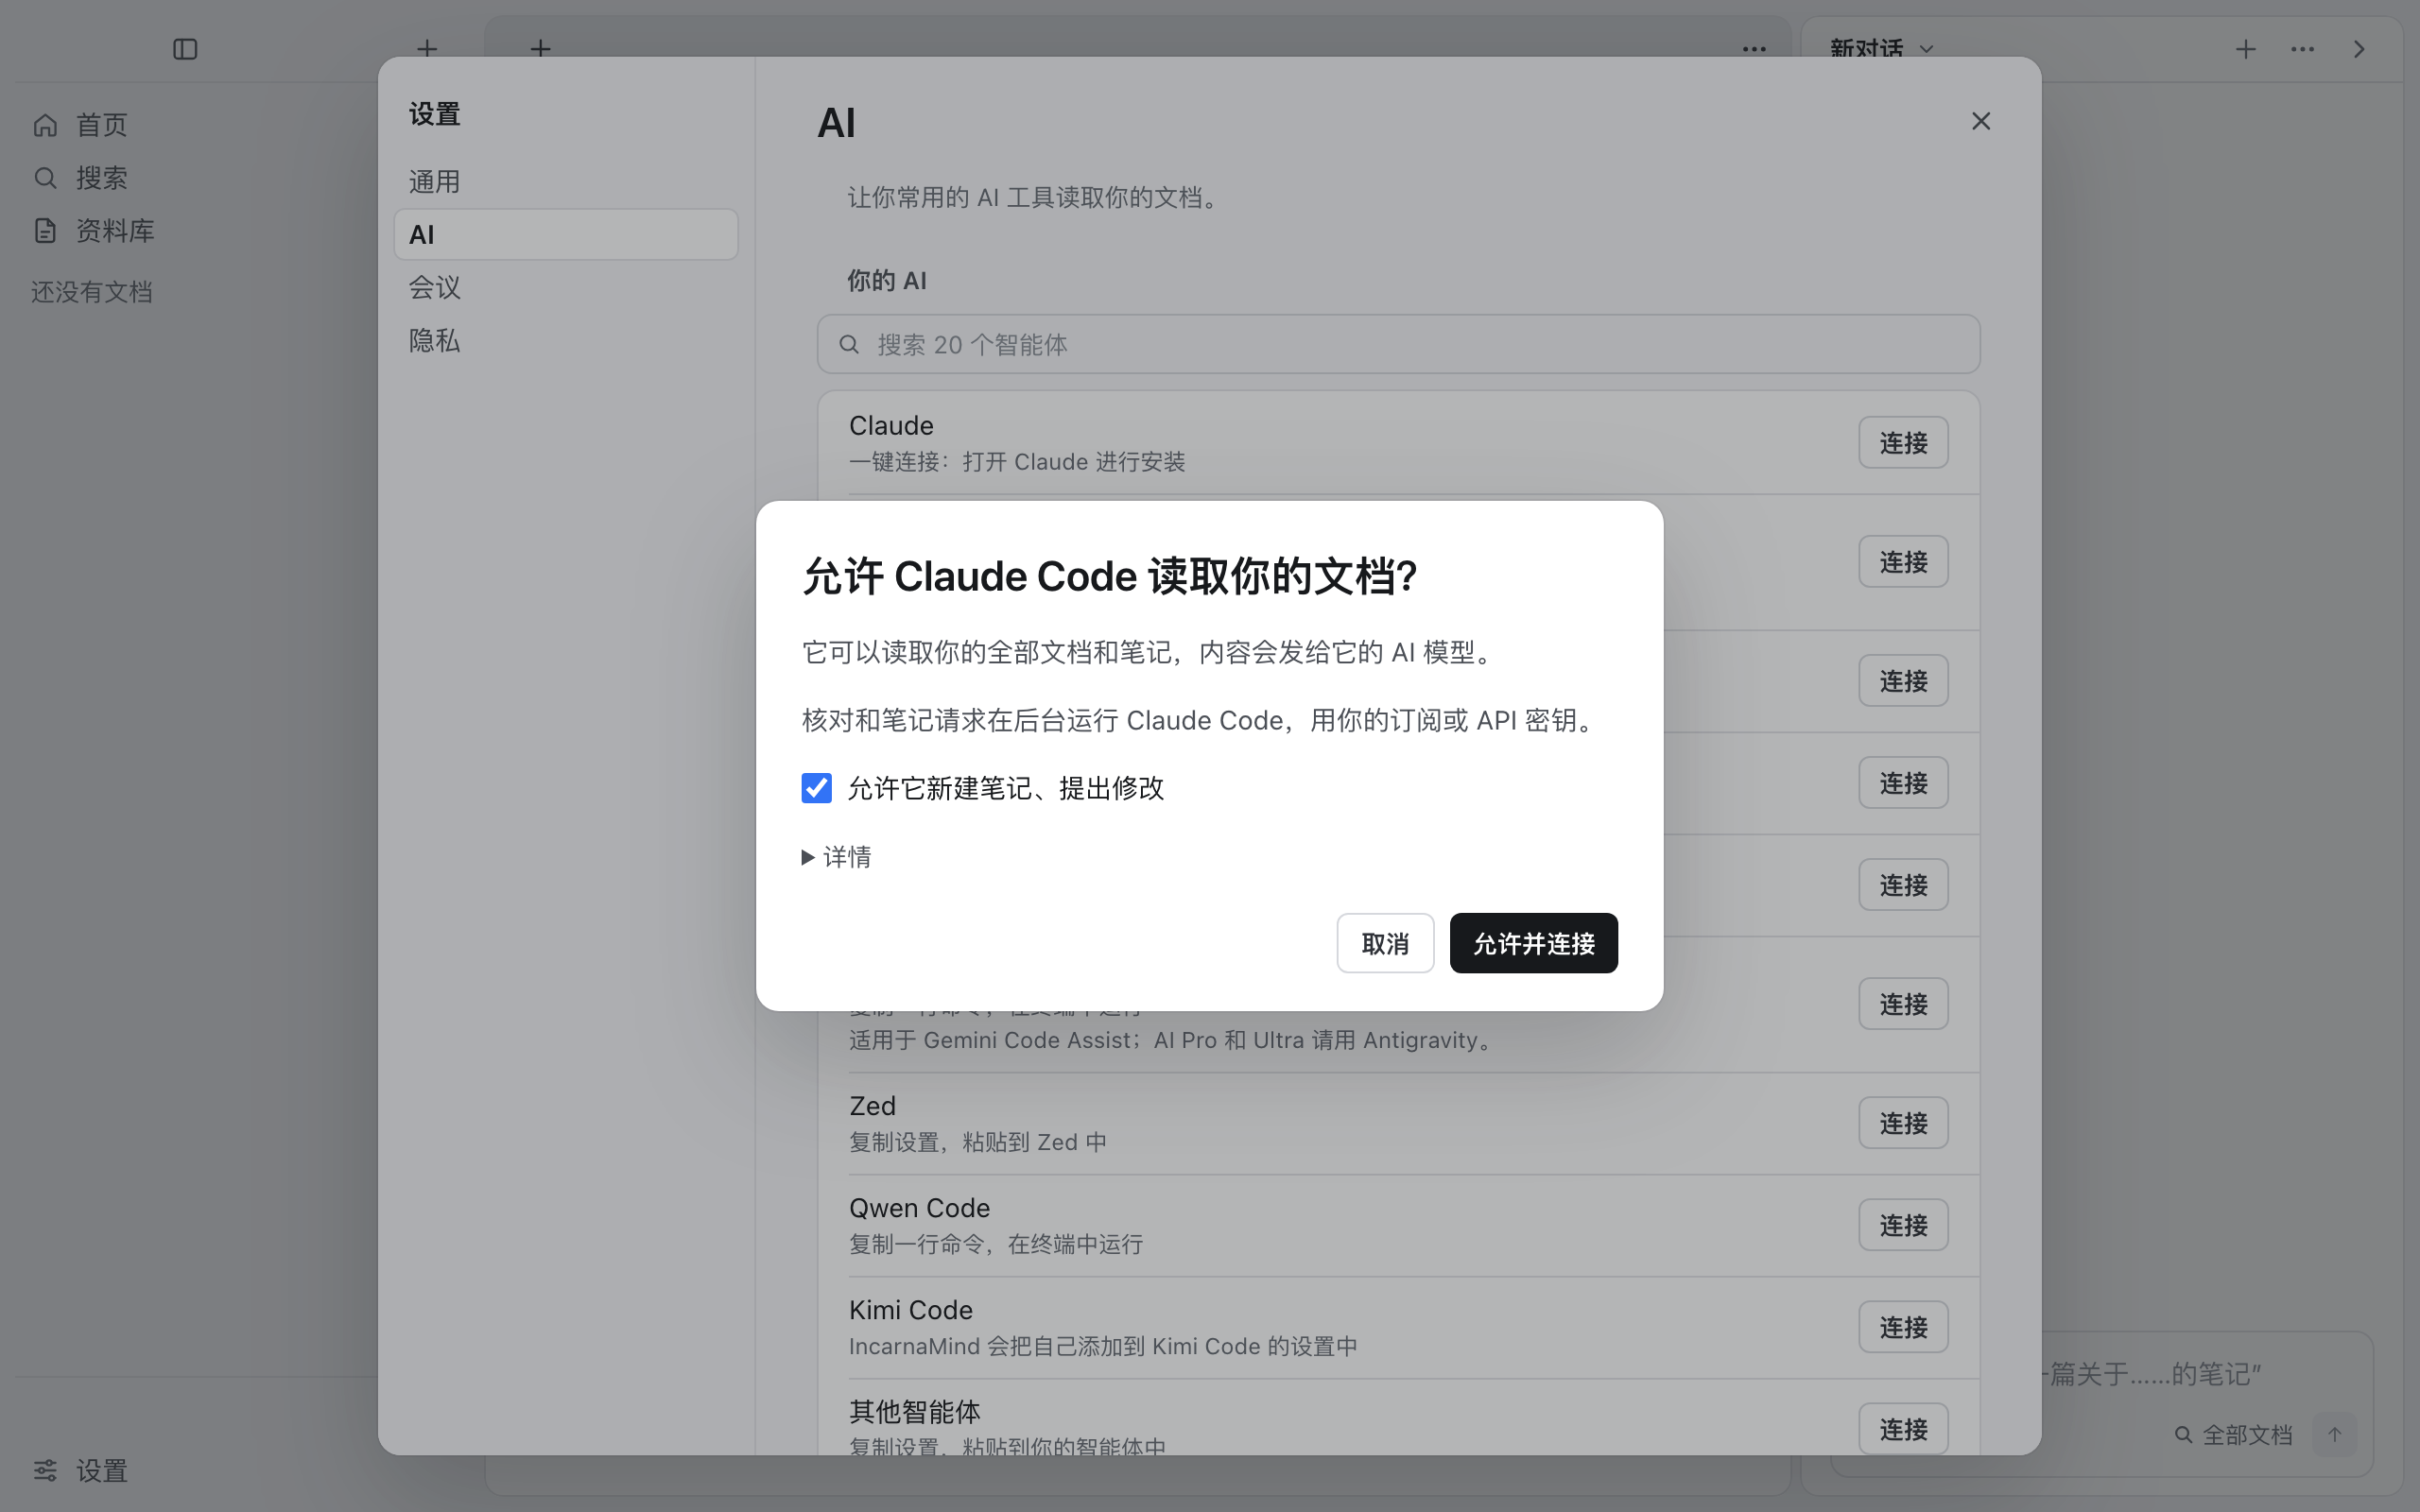 新对话
首页
搜索
资料库
还没有文档
设置
设置
通用
AI
会议
隐私
AI
让你常用的 AI 工具读取你的文档。
你的 AI
搜索 20 个智能体
Claude
一键连接：打开 Claude 进行安装
连接
连接
连接
连接
连接
允许 Claude Code 读取你的文档?
它可以读取你的全部文档和笔记，内容会发给它的 AI 模型。
核对和笔记请求在后台运行 Claude Code，用你的订阅或 API 密钥。
允许它新建笔记、提出修改
详情
取消
允许并连接
适用于 Gemini Code Assist；AI Pro 和 Ultra 请用 Antigravity。
连接
Zed
复制设置，粘贴到 Zed 中
连接
Qwen Code
复制一行命令，在终端中运行
连接
Kimi Code
IncarnaMind 会把自己添加到 Kimi Code 的设置中
连接
其他智能体
复制设置，粘贴到你的智能体中
连接
篇关于……的笔记”
全部文档